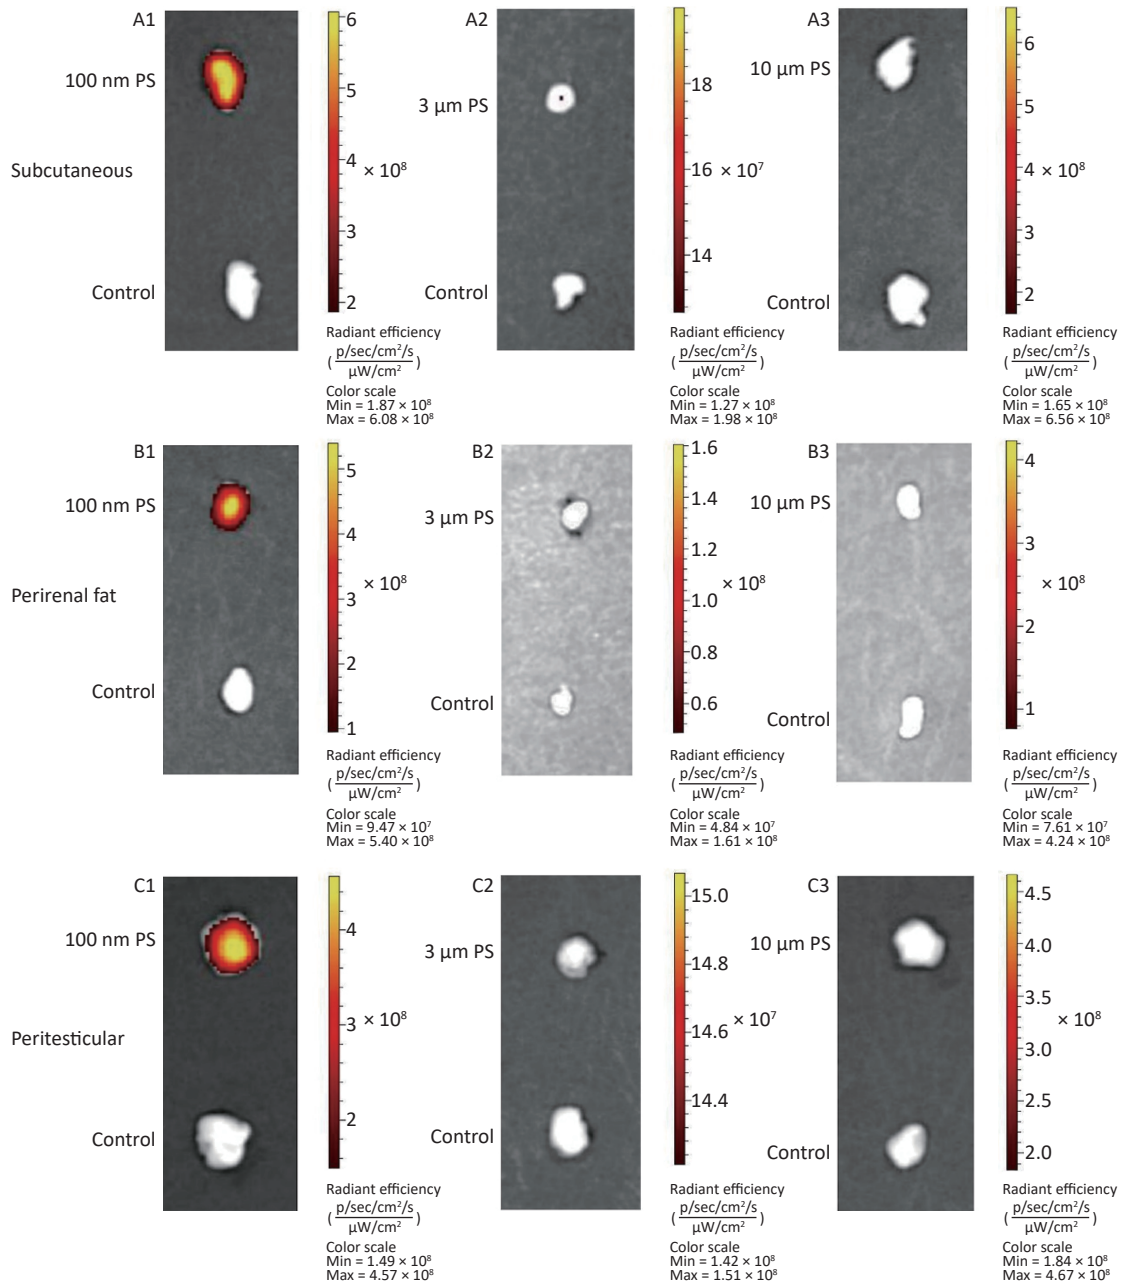 A1
100 nm PS
Subcutaneous
Control
6
5
4
× 10⁸
3
2
Radiant efficiency
( p/sec/cm²/s
μW/cm² )
Color scale
Min = 1.87 × 10⁸
Max = 6.08 × 10⁸
A2
3 μm PS
Control
18
16 × 10⁷
14
Radiant efficiency
( p/sec/cm²/s
μW/cm² )
Color scale
Min = 1.27 × 10⁸
Max = 1.98 × 10⁸
A3
10 μm PS
Control
6
5
4 × 10⁸
3
2
Radiant efficiency
( p/sec/cm²/s
μW/cm² )
Color scale
Min = 1.65 × 10⁸
Max = 6.56 × 10⁸
B1
100 nm PS
Perirenal fat
Control
5
4
× 10⁸
3
2
1
Radiant efficiency
( p/sec/cm²/s
μW/cm² )
Color scale
Min = 9.47 × 10⁷
Max = 5.40 × 10⁸
B2
3 μm PS
Control
1.6
1.4
1.2
× 10⁸
1.0
0.8
0.6
Radiant efficiency
( p/sec/cm²/s
μW/cm² )
Color scale
Min = 4.84 × 10⁷
Max = 1.61 × 10⁸
B3
10 μm PS
Control
4
3
× 10⁸
2
1
Radiant efficiency
( p/sec/cm²/s
μW/cm² )
Color scale
Min = 7.61 × 10⁷
Max = 4.24 × 10⁸
C1
100 nm PS
Peritesticular
Control
4
3
× 10⁸
2
Radiant efficiency
( p/sec/cm²/s
μW/cm² )
Color scale
Min = 1.49 × 10⁸
Max = 4.57 × 10⁸
C2
3 μm PS
Control
15.0
14.8
14.6 × 10⁷
14.4
Radiant efficiency
( p/sec/cm²/s
μW/cm² )
Color scale
Min = 1.42 × 10⁸
Max = 1.51 × 10⁸
C3
10 μm PS
Control
4.5
4.0
3.5
× 10⁸
3.0
2.5
2.0
Radiant efficiency
( p/sec/cm²/s
μW/cm² )
Color scale
Min = 1.84 × 10⁸
Max = 4.67 × 10⁸